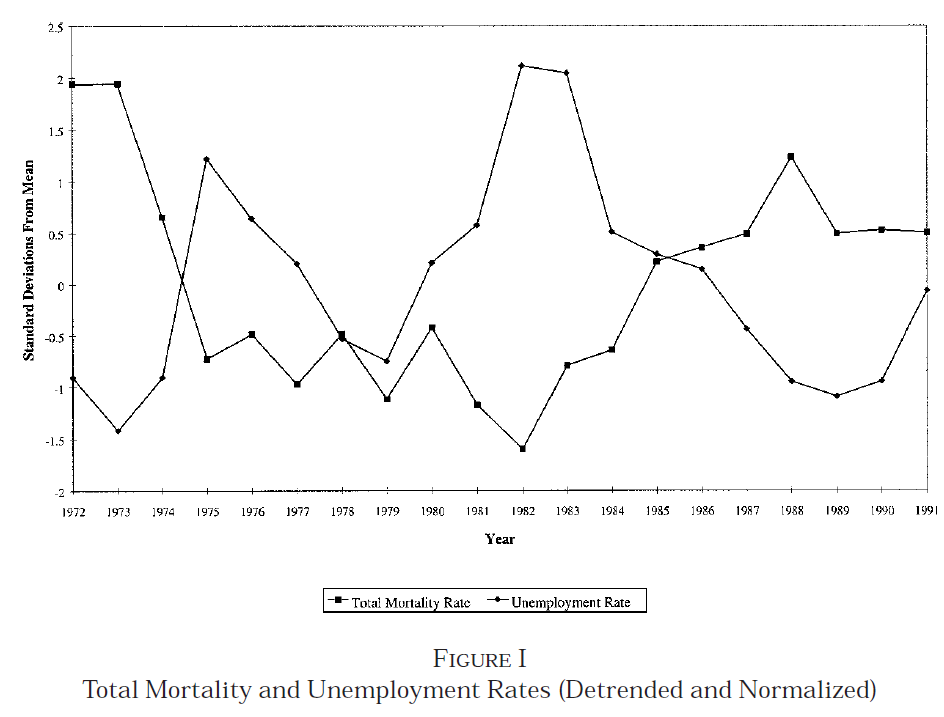 2.5
2
1.5
1
0.5
0
-0.5
-1
-1.5
-2
Standard Deviations From Mean
1972 1973 1974 1975 1976 1977 1978 1979 1980 1981 1982 1983 1984 1985 1986 1987 1988 1989 1990 1991
Year
Total Mortality Rate Unemployment Rate
FIGURE I
Total Mortality and Unemployment Rates (Detrended and Normalized)